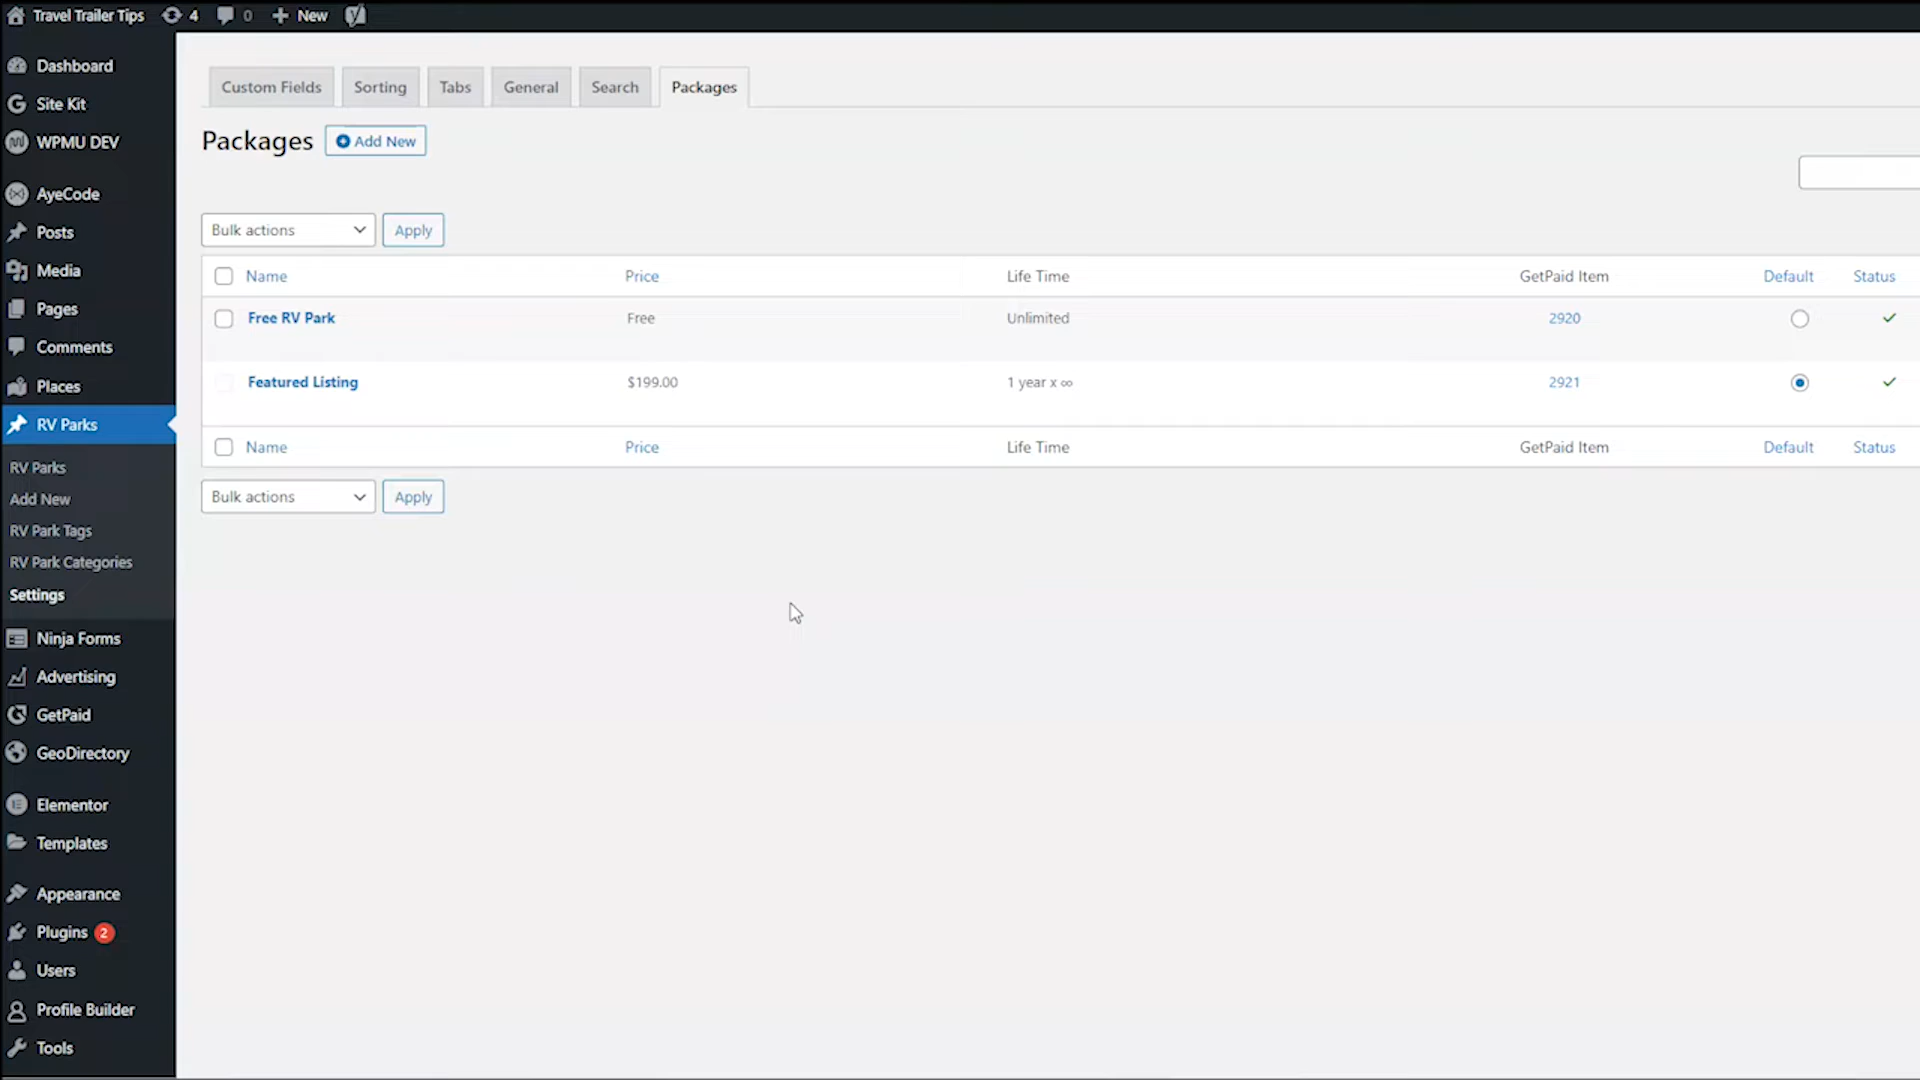 Travel Trailer Tips 4 0 New
Dashboard
Site Kit
WPMU DEV
AyeCode
Posts
Media
Pages
Comments
Places
RV Parks
RV Parks
Add New
RV Park Tags
RV Park Categories
Settings
Ninja Forms
Advertising
GetPaid
GeoDirectory
Elementor
Templates
Appearance
Plugins 2
Users
Profile Builder
Tools
Custom Fields Sorting Tabs General Search Packages
Packages Add New
Bulk actions Apply
Name Price Life Time GetPaid Item Default Status
Free RV Park Free Unlimited 2920
Featured Listing $199.00 1 year x ∞ 2921
Name Price Life Time GetPaid Item Default Status
Bulk actions Apply